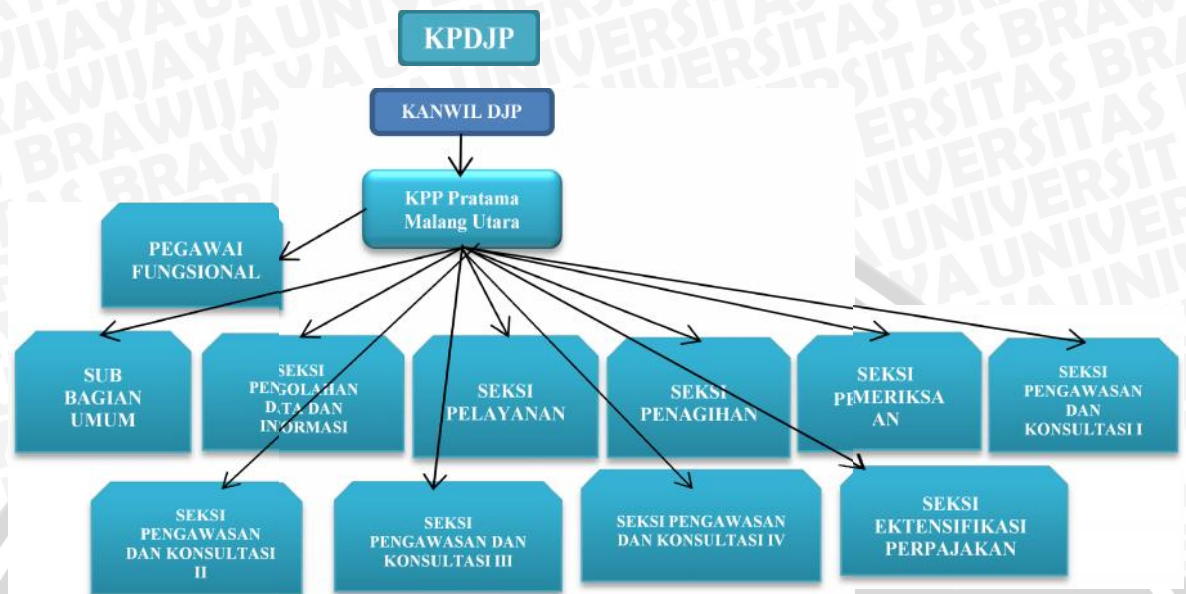 KPDJP
KANWIL DJP
KPP Pratama
Malang Utara
PEGAWAI
FUNGSIONAL
SUB
BAGIAN
UMUM
SEKSI
PENGOLAHAN
DATA DAN
INFORMASI
SEKSI
PELAYANAN
SEKSI
PENAGIHAN
SEKSI
PEMERIKSA
AN
SEKSI
PENGAWASAN
DAN
KONSULTASI I
SEKSI
PENGAWASAN
DAN KONSULTASI
II
SEKSI
PENGAWASAN DAN
KONSULTASI III
SEKSI PENGAWASAN
DAN KONSULTASI IV
SEKSI
EKTENSIFIKASI
PERPAJAKAN